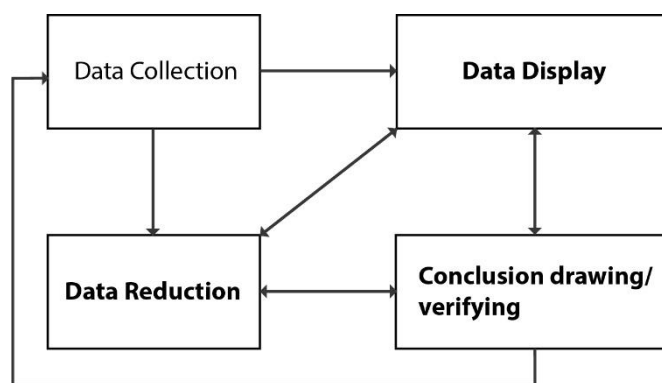 Data Collection
Data Display
Data Reduction
Conclusion drawing/
verifying